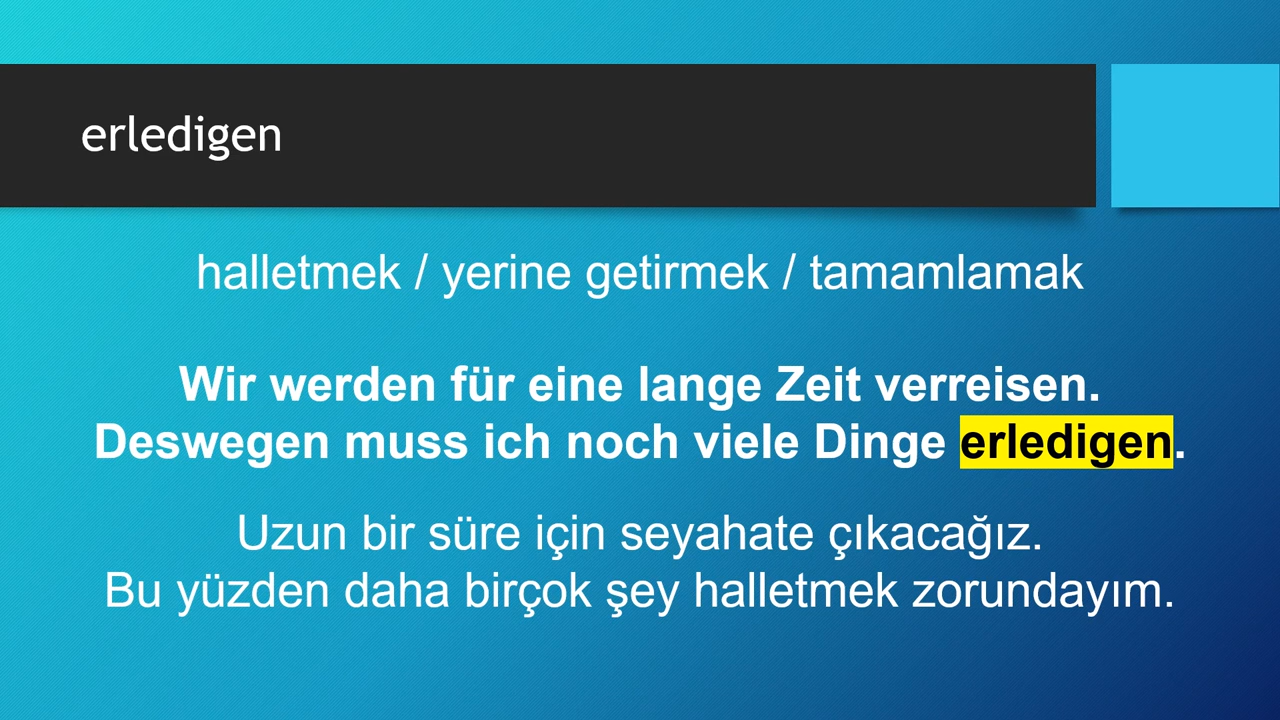 erledigen
halletmek / yerine getirmek / tamamlamak
Wir werden für eine lange Zeit verreisen.
Deswegen muss ich noch viele Dinge erledigen.
Uzun bir süre için seyahate çıkacağız.
Bu yüzden daha birçok şey halletmek zorundayım.